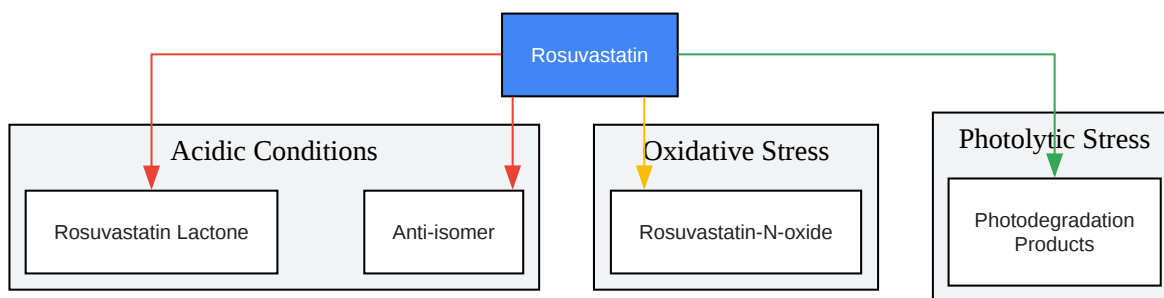 Rosuvastatin
Acidic Conditions
Oxidative Stress
Photolytic Stress
Rosuvastatin Lactone
Anti-isomer
Rosuvastatin-N-oxide
Photodegradation
Products